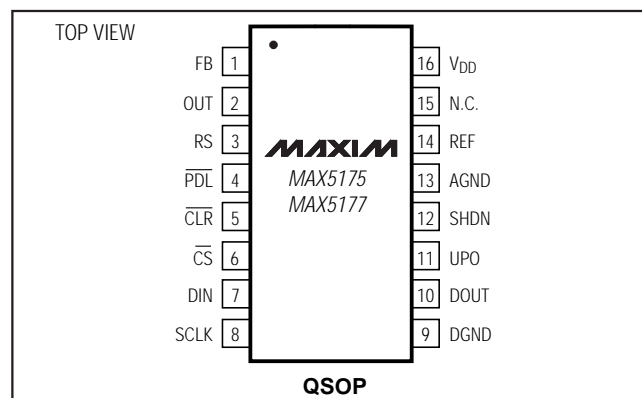 TOP VIEW
FB 1
OUT 2
RS 3
PDL 4
CLR 5
CS 6
DIN 7
SCLK 8
MAXIM
MAX5175
MAX5177
16 VDD
15 N.C.
14 REF
13 AGND
12 SHDN
11 UPO
10 DOUT
9 DGND
QSOP